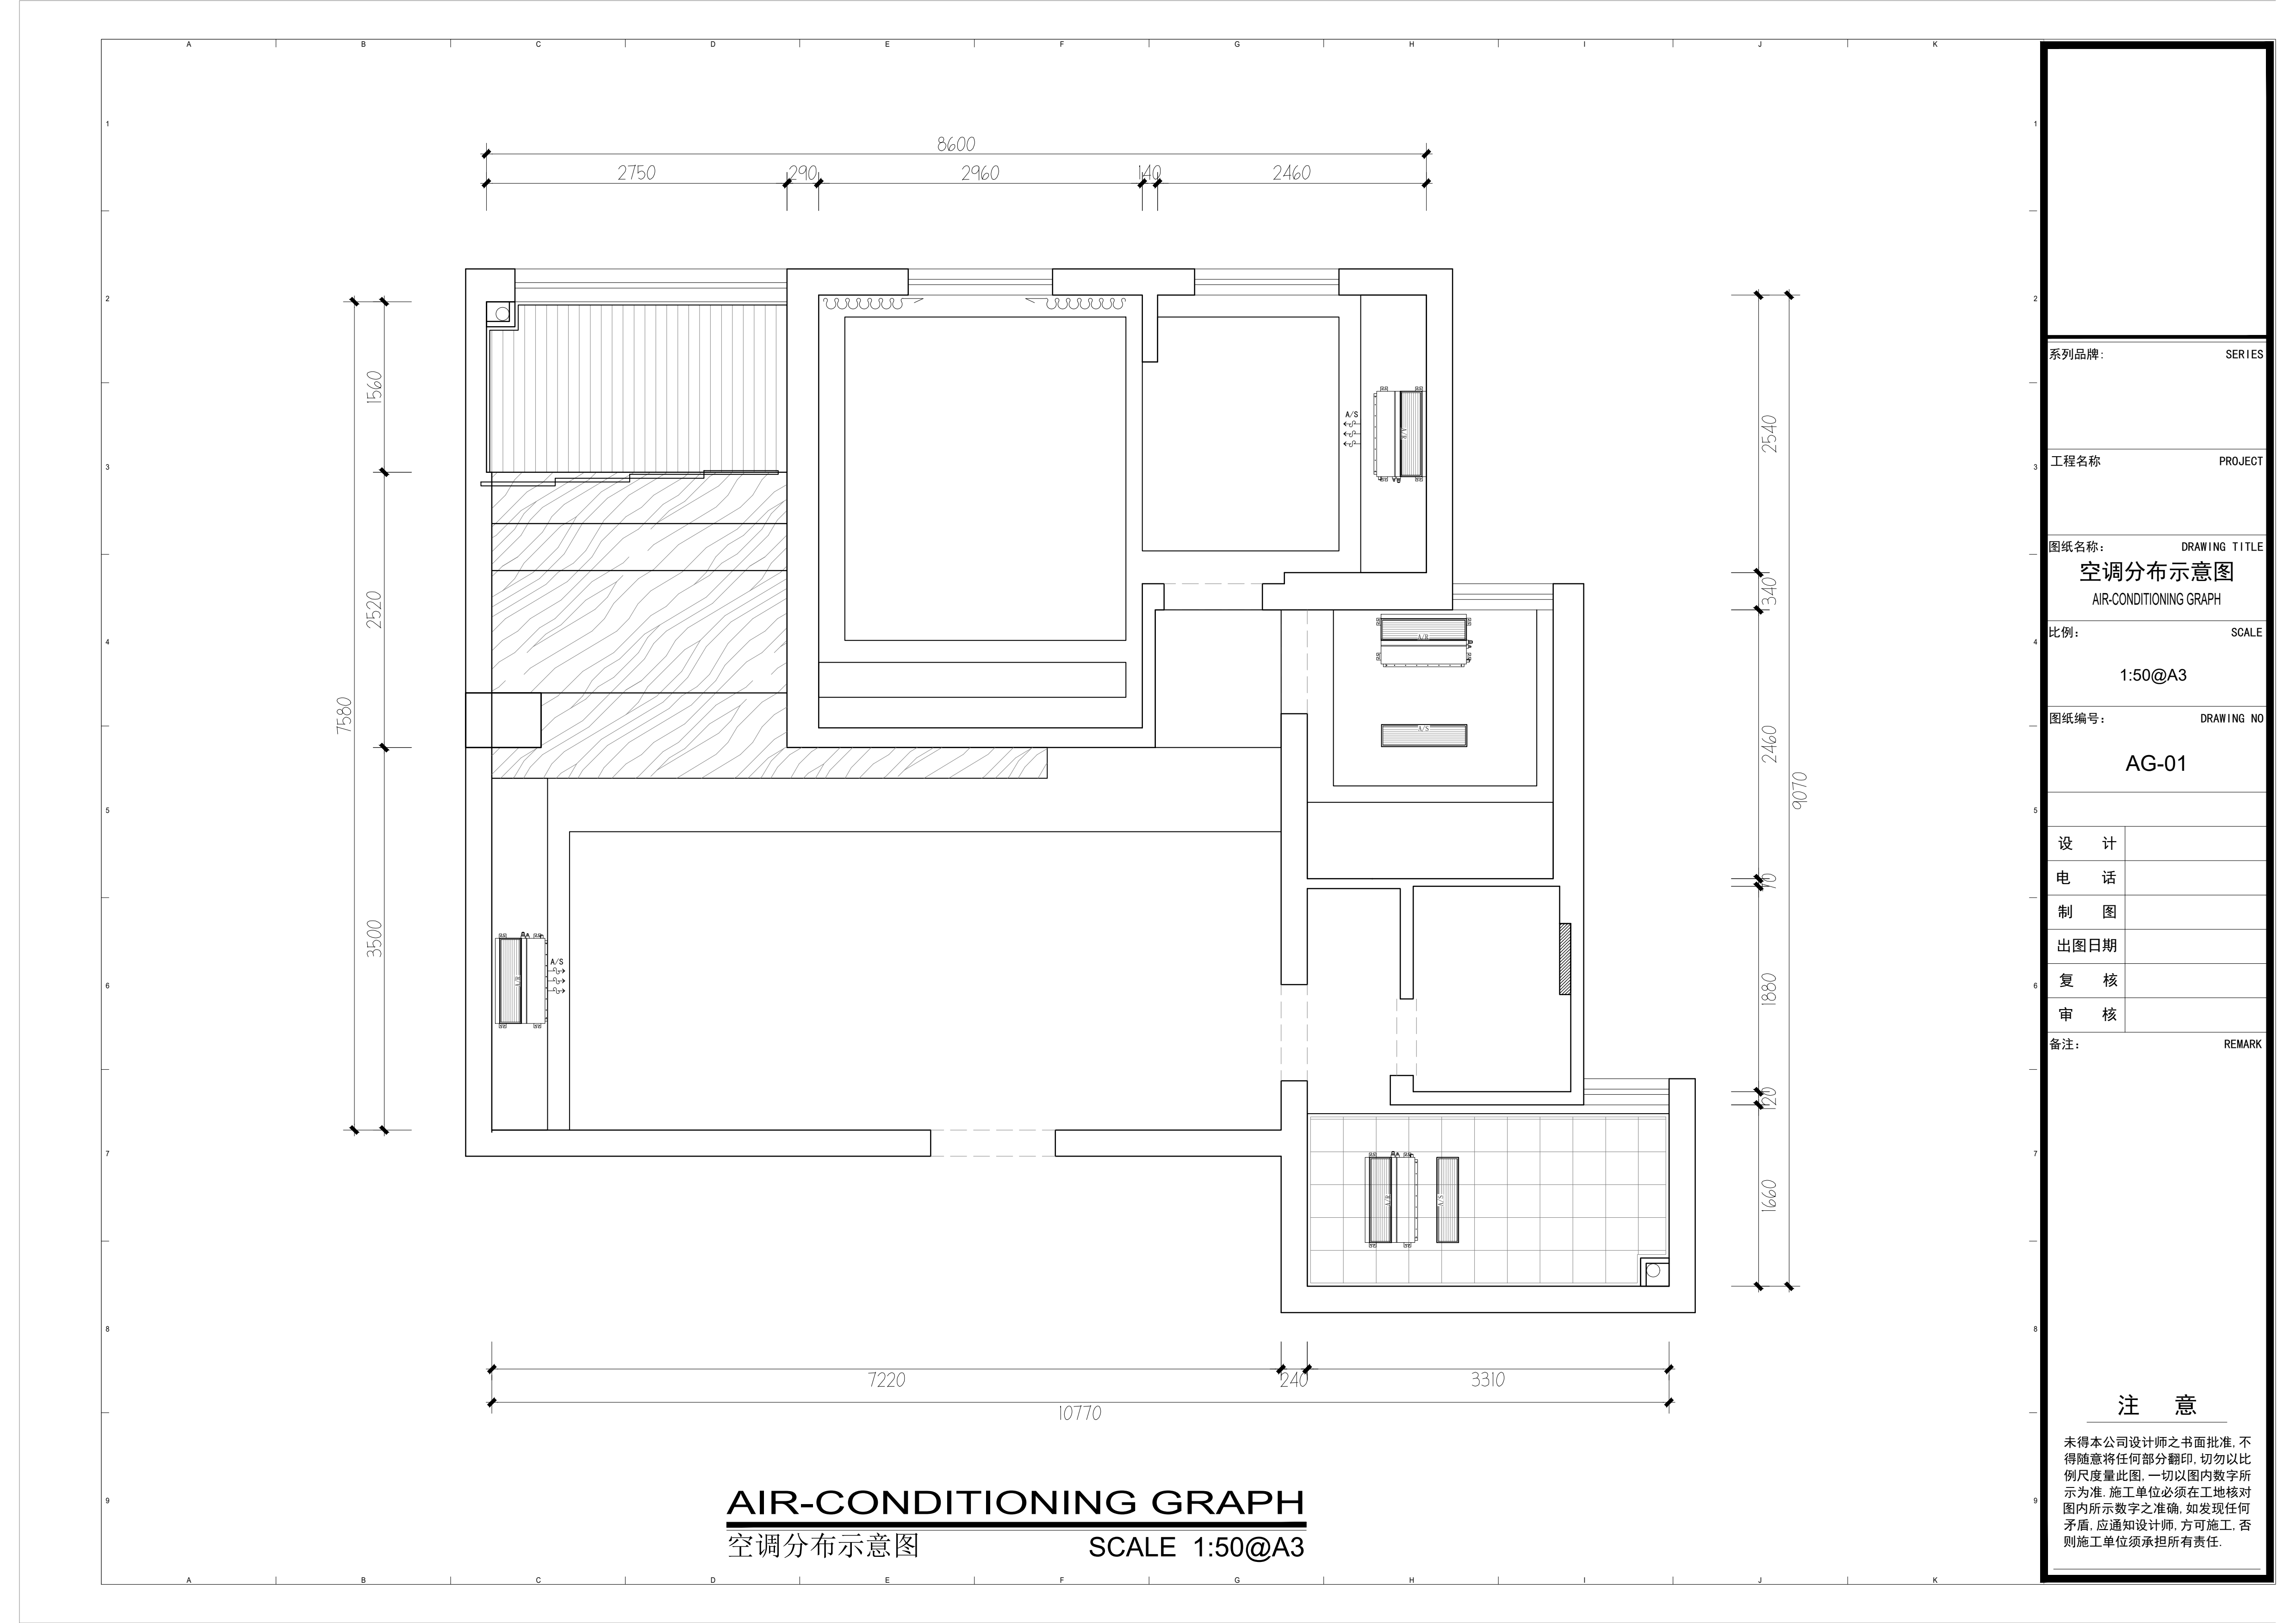 A B C D E F G H I J K
1 1
2 2
3 3
4 4
5 5
6 6
7 7
8 8
9 9
8600
2750 290 2960 140 2460
1560
2520
7580
3500
2540
340
2460
9070
70
1880
120
1660
A/S
A/R
A/R
A/S
A/S
A/R
A/R
A/S
7220 240 3310
10770
AIR-CONDITIONING GRAPH
空调分布示意图 SCALE 1:50@A3
A B C D E F G H I J K
系列品牌: SERIES
工程名称 PROJECT
图纸名称: DRAWING TITLE
空调分布示意图
AIR-CONDITIONING GRAPH
比例: SCALE
1:50@A3
图纸编号: DRAWING NO
AG-01
设 计
电 话
制 图
出图日期
复 核
审 核
备注: REMARK
注 意
未得本公司设计师之书面批准,不
得随意将任何部分翻印,切勿以比
例尺度量此图,一切以图内数字所
示为准.施工单位必须在工地核对
图内所示数字之准确,如发现任何
矛盾,应通知设计师,方可施工,否
则施工单位须承担所有责任.